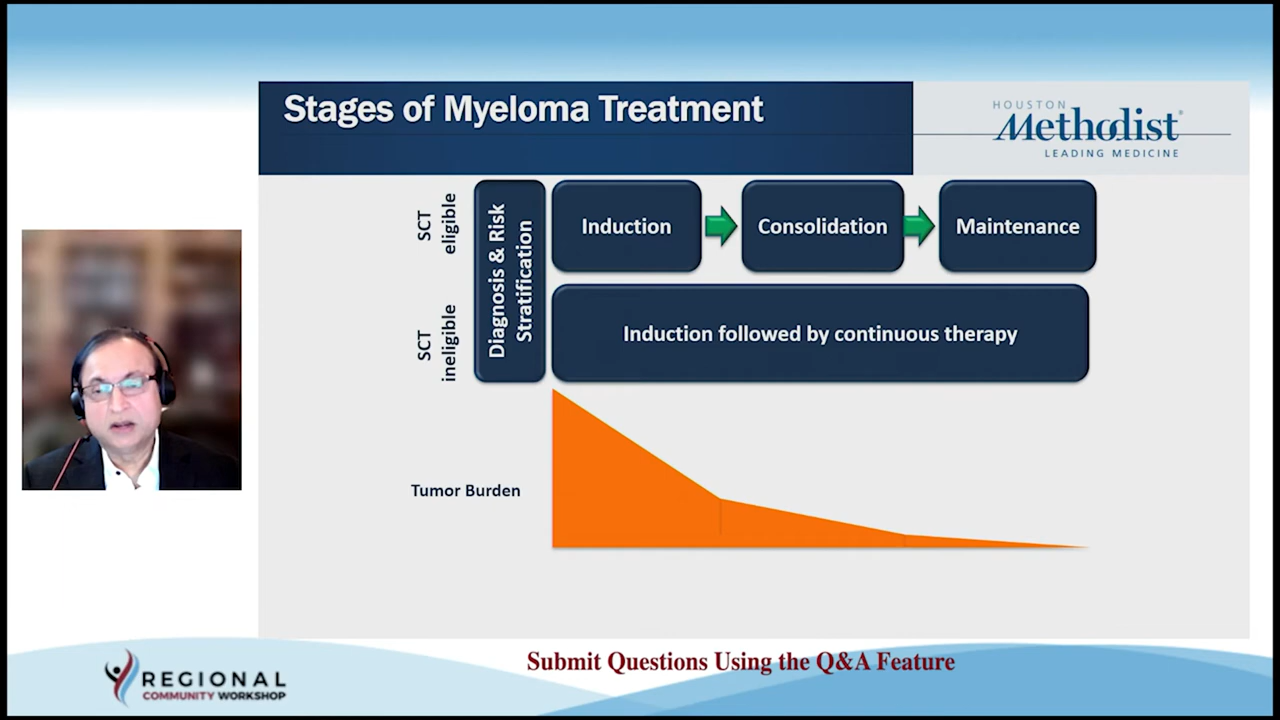 Stages of Myeloma Treatment
HOUSTON
Methodist®
LEADING MEDICINE
SCT
eligible
Diagnosis & Risk
Stratification
Induction
Consolidation
Maintenance
SCT
ineligible
Induction followed by continuous therapy
Tumor Burden
REGIONAL
COMMUNITY WORKSHOP
Submit Questions Using the Q&A Feature